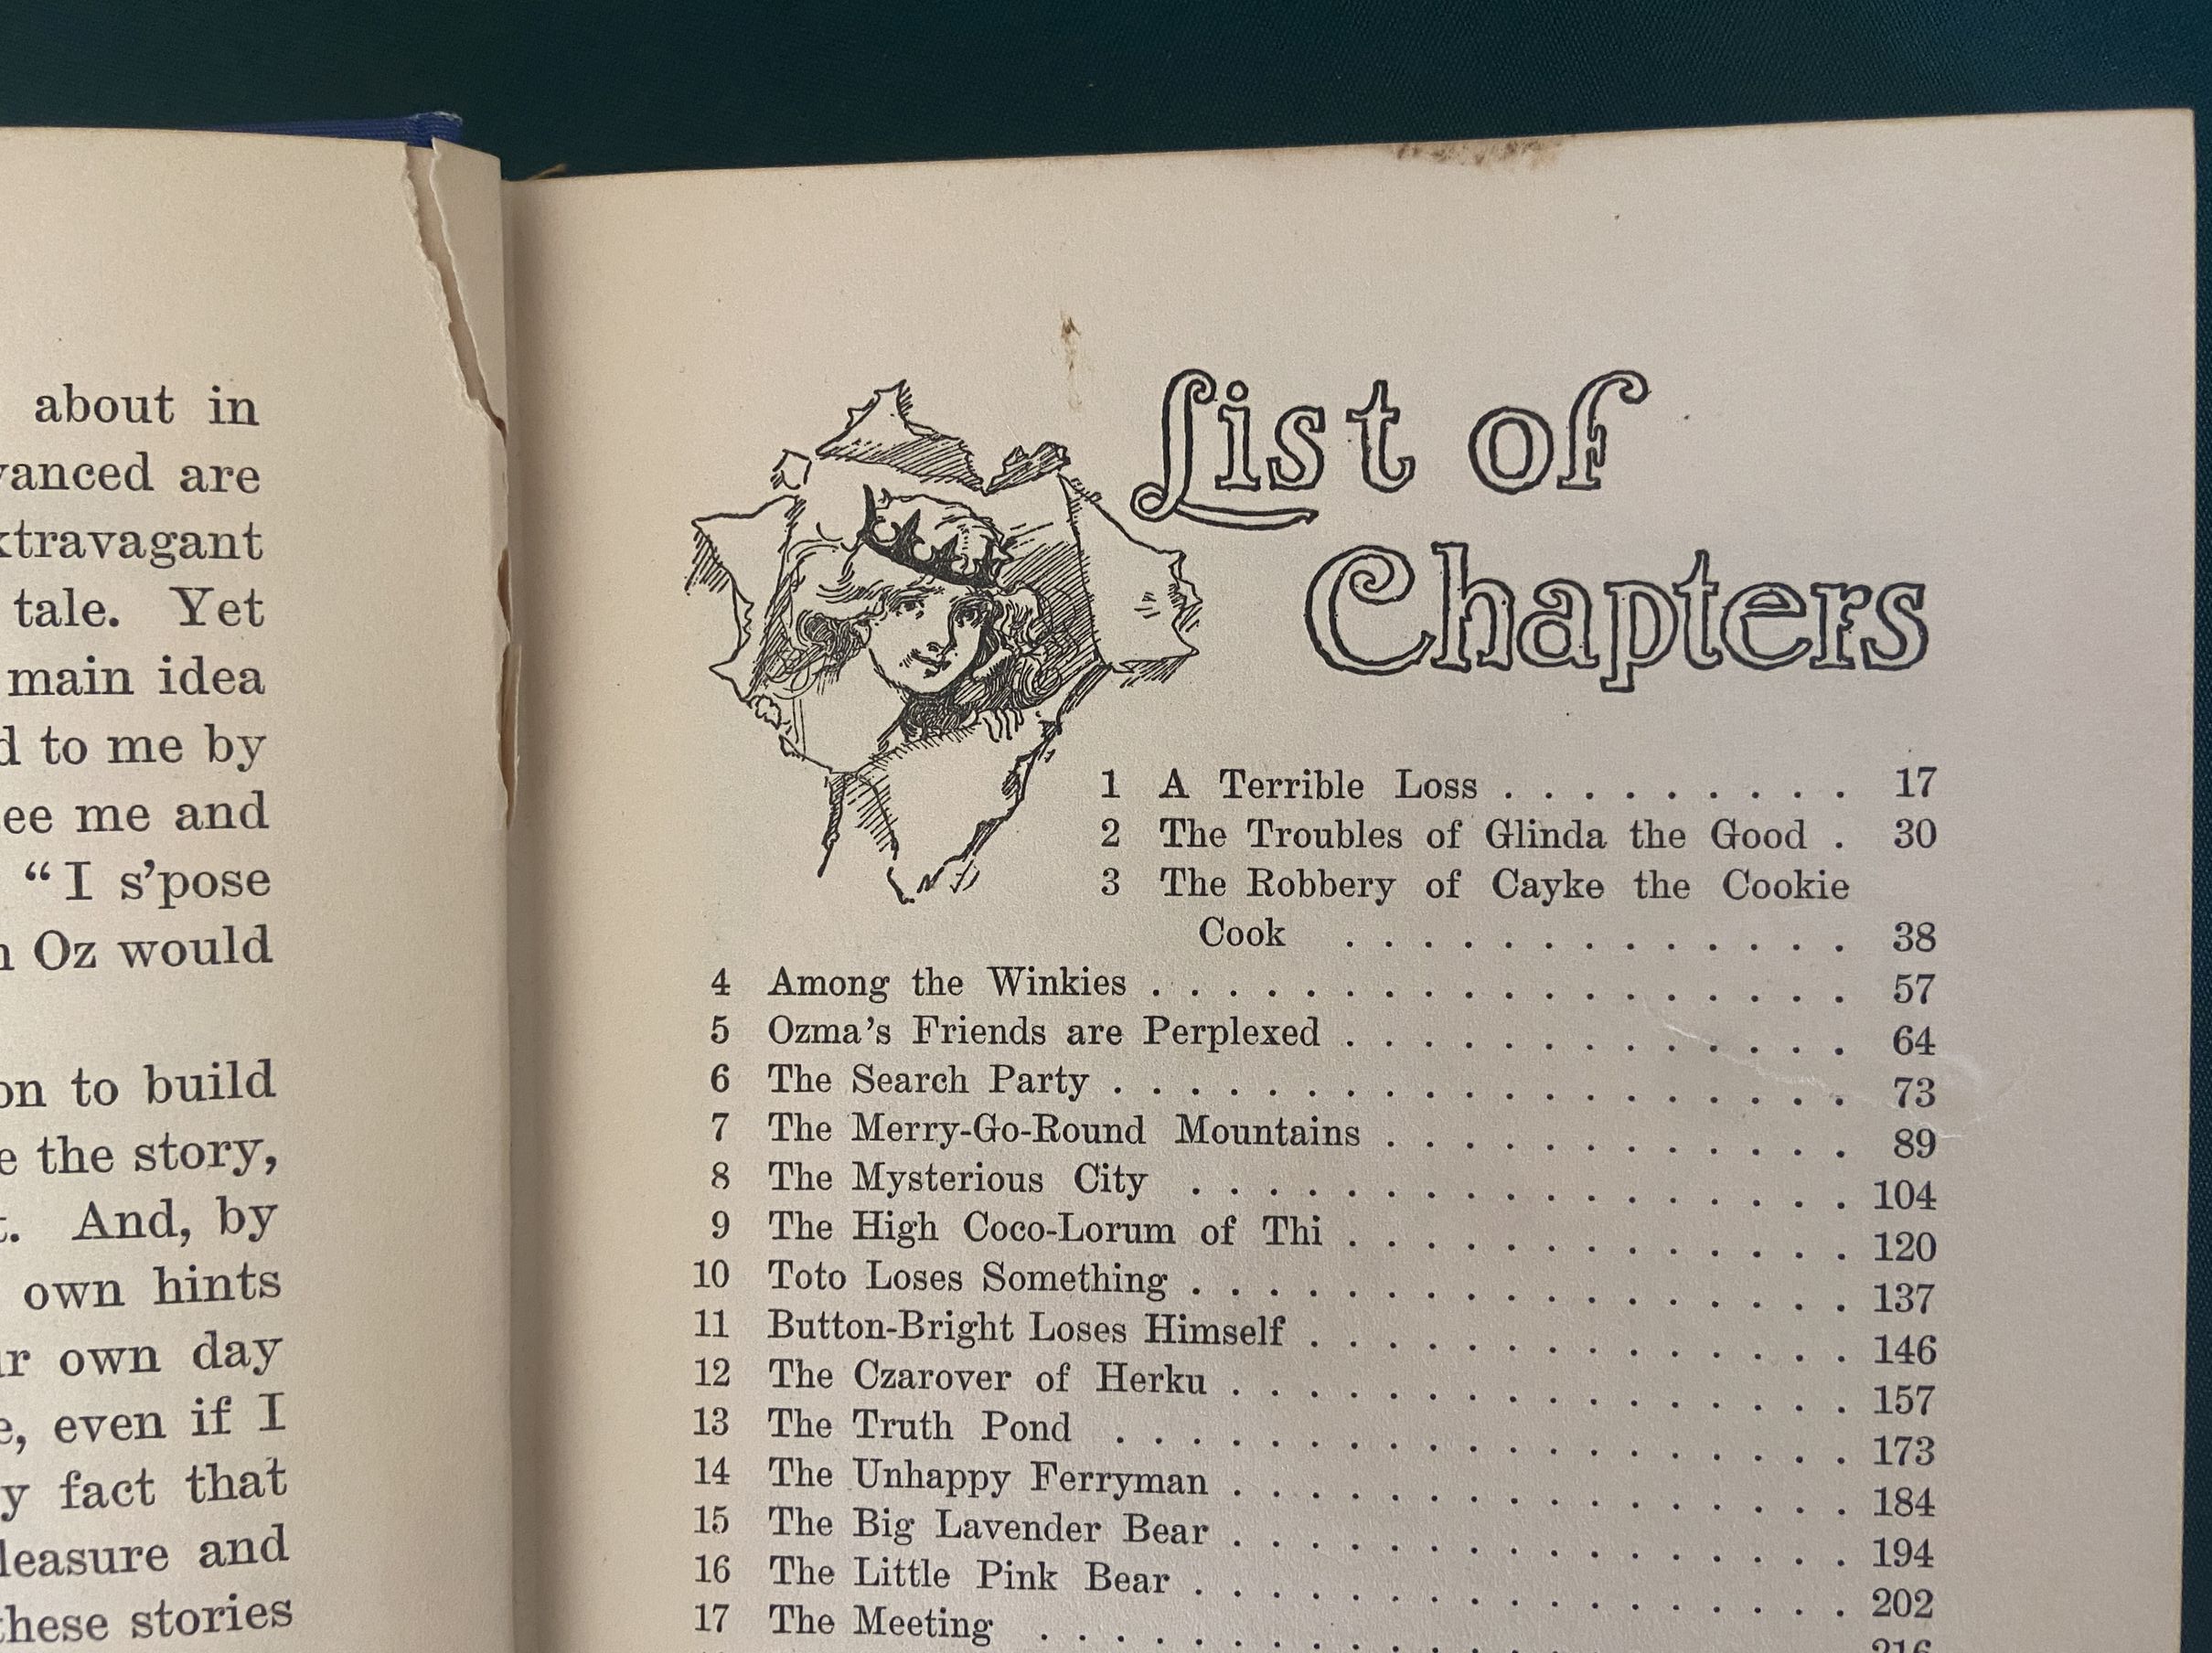 about in
are
tale. Yet
main idea
to me by
me and
“I s’pose
Oz would
to build
the story,
And, by
own hints
own day
even if I
fact that
and
these stories
List of
Chapters
1 A Terrible Loss . . . . . . . . . 17
2 The Troubles of Glinda the Good . 30
3 The Robbery of Cayke the Cookie
Cook . . . . . . . . . . . . . 38
4 Among the Winkies . . . . . . . . . . . . . . . . . 57
5 Ozma’s Friends are Perplexed . . . . . . . . . . . . . 64
6 The Search Party . . . . . . . . . . . . . . . . . . 73
7 The Merry-Go-Round Mountains . . . . . . . . . . . . 89
8 The Mysterious City . . . . . . . . . . . . . . . . . 104
9 The High Coco-Lorum of Thi . . . . . . . . . . . . . 120
10 Toto Loses Something . . . . . . . . . . . . . . . . . 137
11 Button-Bright Loses Himself . . . . . . . . . . . . . . 146
12 The Czarover of Herku . . . . . . . . . . . . . . . . 157
13 The Truth Pond . . . . . . . . . . . . . . . . . . . 173
14 The Unhappy Ferryman . . . . . . . . . . . . . . . . 184
15 The Big Lavender Bear . . . . . . . . . . . . . . . . 194
16 The Little Pink Bear . . . . . . . . . . . . . . . . . 202
17 The Meeting . . . . . . . . . . . . 216